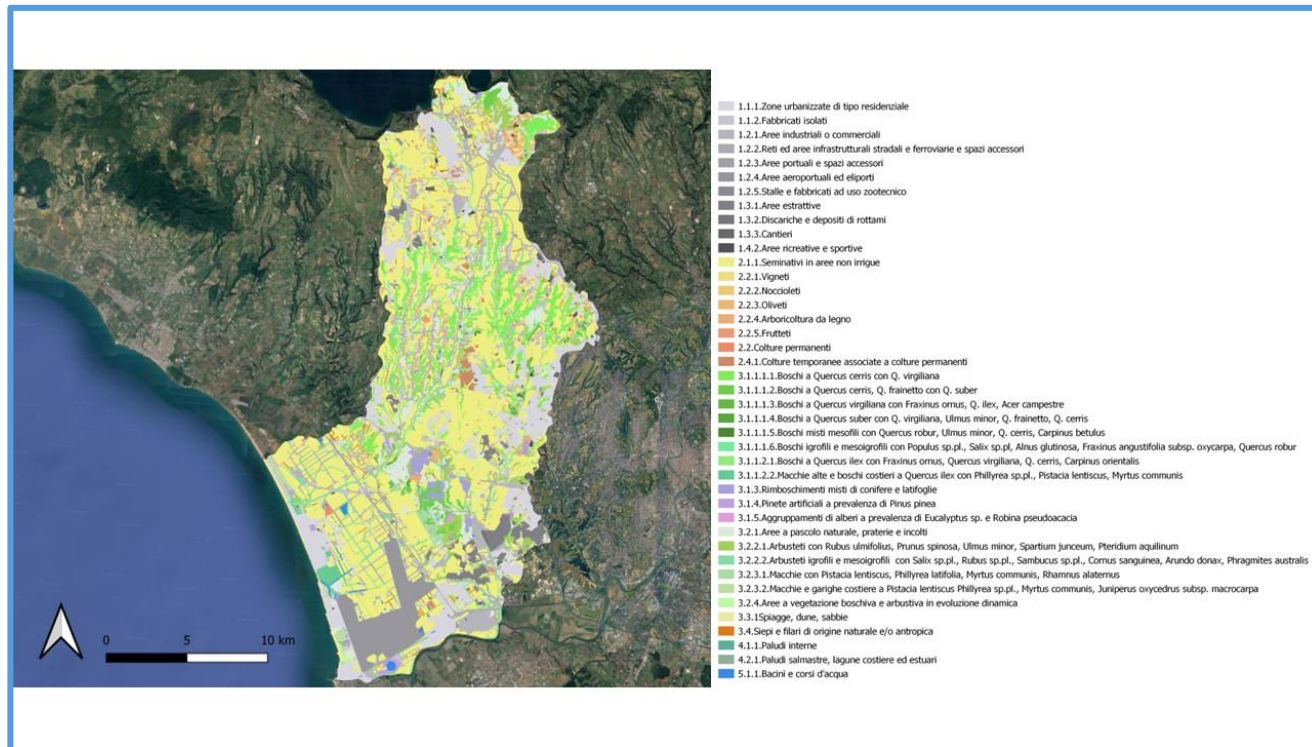 1.1.1.Zone urbanizzate di tipo residenziale
1.1.2.Fabbricati isolati
1.2.1.Aree industriali o commerciali
1.2.2.Reti ed aree infrastrutturali stradali e ferroviarie e spazi accessori
1.2.3.Aree portuali e spazi accessori
1.2.4.Aree aeroportuali ed eliporti
1.2.5.Stalle e fabbricati ad uso zootecnico
1.3.1.Aree estrattive
1.3.2.Discariche e depositi di rottami
1.3.3.Cantieri
1.4.2.Aree ricreative e sportive
2.1.1.Seminativi in aree non irrigue
2.2.1.Vigneti
2.2.2.Noccioleti
2.2.3.Oliveti
2.2.4.Arboricoltura da legno
2.2.5.Frutteti
2.2.Colture permanenti
2.4.1.Colture temporanee associate a colture permanenti
3.1.1.1.1.Boschi a Quercus cerris con Q. virgiliana
3.1.1.1.2.Boschi a Quercus cerris, Q. frainetto con Q. suber
3.1.1.1.3.Boschi a Quercus virgiliana con Fraxinus ornus, Q. ilex, Acer campestre
3.1.1.1.4.Boschi a Quercus suber con Q. virgiliana, Ulmus minor, Q. frainetto, Q. cerris
3.1.1.1.5.Boschi misti mesofili con Quercus robur, Ulmus minor, Q. cerris, Carpinus betulus
3.1.1.1.6.Boschi igrofili e mesoigrofili con Populus sp.pl., Salix sp.pl, Alnus glutinosa, Fraxinus angustifolia subsp. oxycarpa, Quercus robur
3.1.1.2.1.Boschi a Quercus ilex con Fraxinus ornus, Quercus virgiliana, Q. cerris, Carpinus orientalis
3.1.1.2.2.Macchie alte e boschi costieri a Quercus ilex con Phillyrea sp.pl., Pistacia lentiscus, Myrtus communis
3.1.3.Rimboschimenti misti di conifere e latifoglie
3.1.4.Pinete artificiali a prevalenza di Pinus pinea
3.1.5.Aggruppamenti di alberi a prevalenza di Eucalyptus sp. e Robina pseudoacacia
3.2.1.Aree a pascolo naturale, praterie e incolti
3.2.2.1.Arbusteti con Rubus ulmifolius, Prunus spinosa, Ulmus minor, Spartium junceum, Pteridium aquilinum
3.2.2.2.Arbusteti igrofili e mesoigrofili con Salix sp.pl., Rubus sp.pl., Sambucus sp.pl., Cornus sanguinea, Arundo donax, Phragmites australis
3.2.3.1.Macchie con Pistacia lentiscus, Phillyrea latifolia, Myrtus communis, Rhamnus alaternus
3.2.3.2.Macchie e garighe costiere a Pistacia lentiscus Phillyrea sp.pl., Myrtus communis, Juniperus oxycedrus subsp. macrocarpa
3.2.4.Aree a vegetazione boschiva e arbustiva in evoluzione dinamica
3.3.1Spiagge, dune, sabbie
3.4.Siepi e filari di origine naturale e/o antropica
4.1.1.Paludi interne
4.2.1.Paludi salmastre, lagune costiere ed estuari
5.1.1.Bacini e corsi d'acqua
0 5 10 km